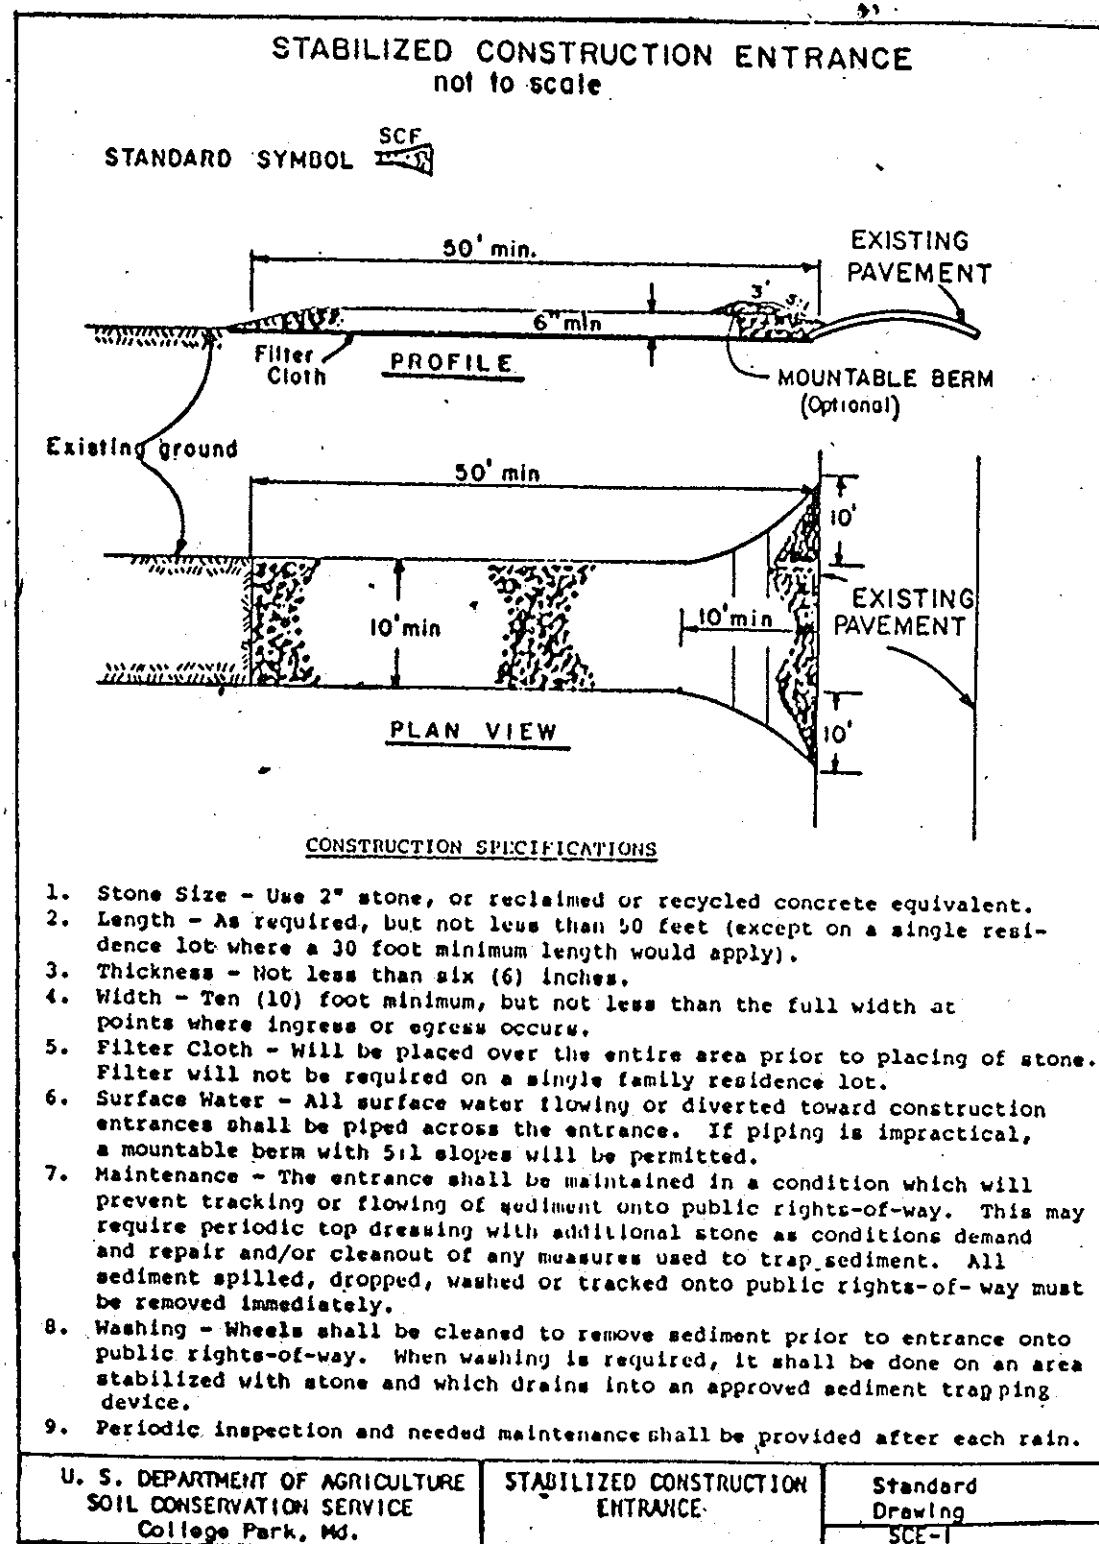 STABILIZED CONSTRUCTION ENTRANCE
not to scale
STANDARD SYMBOL
SCF
50' min.
EXISTING
PAVEMENT
3'
5:1
6" min
Filter
Cloth
PROFILE
MOUNTABLE BERM
(Optional)
Existing ground
50' min
10'
10' min
10' min
EXISTING
PAVEMENT
10'
PLAN VIEW
CONSTRUCTION SPECIFICATIONS
1. Stone Size - Use 2" stone, or reclaimed or recycled concrete equivalent.
2. Length - As required, but not less than 50 feet (except on a single resi-
dence lot where a 30 foot minimum length would apply).
3. Thickness - Not less than six (6) inches.
4. Width - Ten (10) foot minimum, but not less than the full width at
points where ingress or egress occurs.
5. Filter Cloth - Will be placed over the entire area prior to placing of stone.
Filter will not be required on a single family residence lot.
6. Surface Water - All surface water flowing or diverted toward construction
entrances shall be piped across the entrance. If piping is impractical,
a mountable berm with 5:1 slopes will be permitted.
7. Maintenance - The entrance shall be maintained in a condition which will
prevent tracking or flowing of sediment onto public rights-of-way. This may
require periodic top dressing with additional stone as conditions demand
and repair and/or cleanout of any measures used to trap sediment. All
sediment spilled, dropped, washed or tracked onto public rights-of-way must
be removed immediately.
8. Washing - Wheels shall be cleaned to remove sediment prior to entrance onto
public rights-of-way. When washing is required, it shall be done on an area
stabilized with stone and which drains into an approved sediment trapping
device.
9. Periodic inspection and needed maintenance shall be provided after each rain.
U. S. DEPARTMENT OF AGRICULTURE
SOIL CONSERVATION SERVICE
College Park, Md.
STABILIZED CONSTRUCTION
ENTRANCE
Standard
Drawing
SCE-1